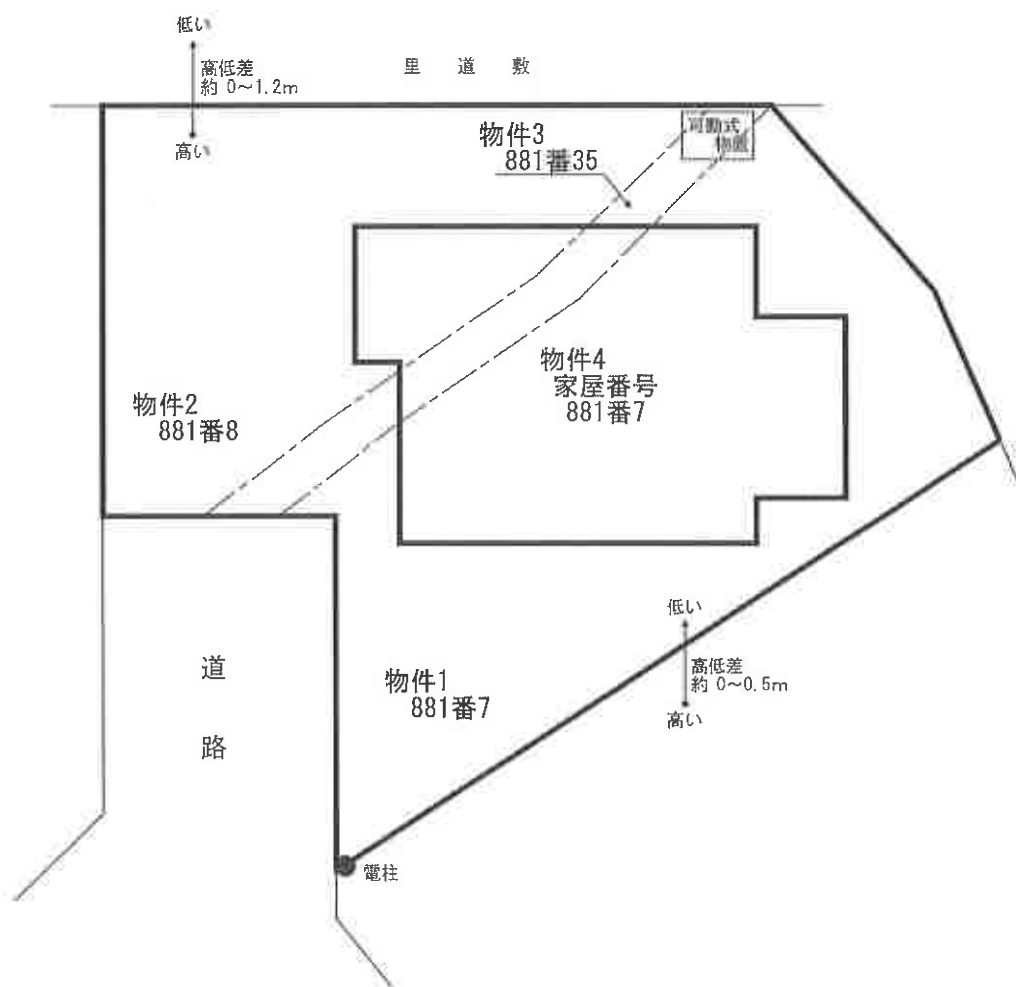 低い
高低差
約 0~1.2m
高い
里道敷
可動式
物置
物件3
881番35
物件4
家屋番号
881番7
物件2
881番8
低い
高低差
約 0~0.5m
高い
物件1
881番7
道
路
電柱